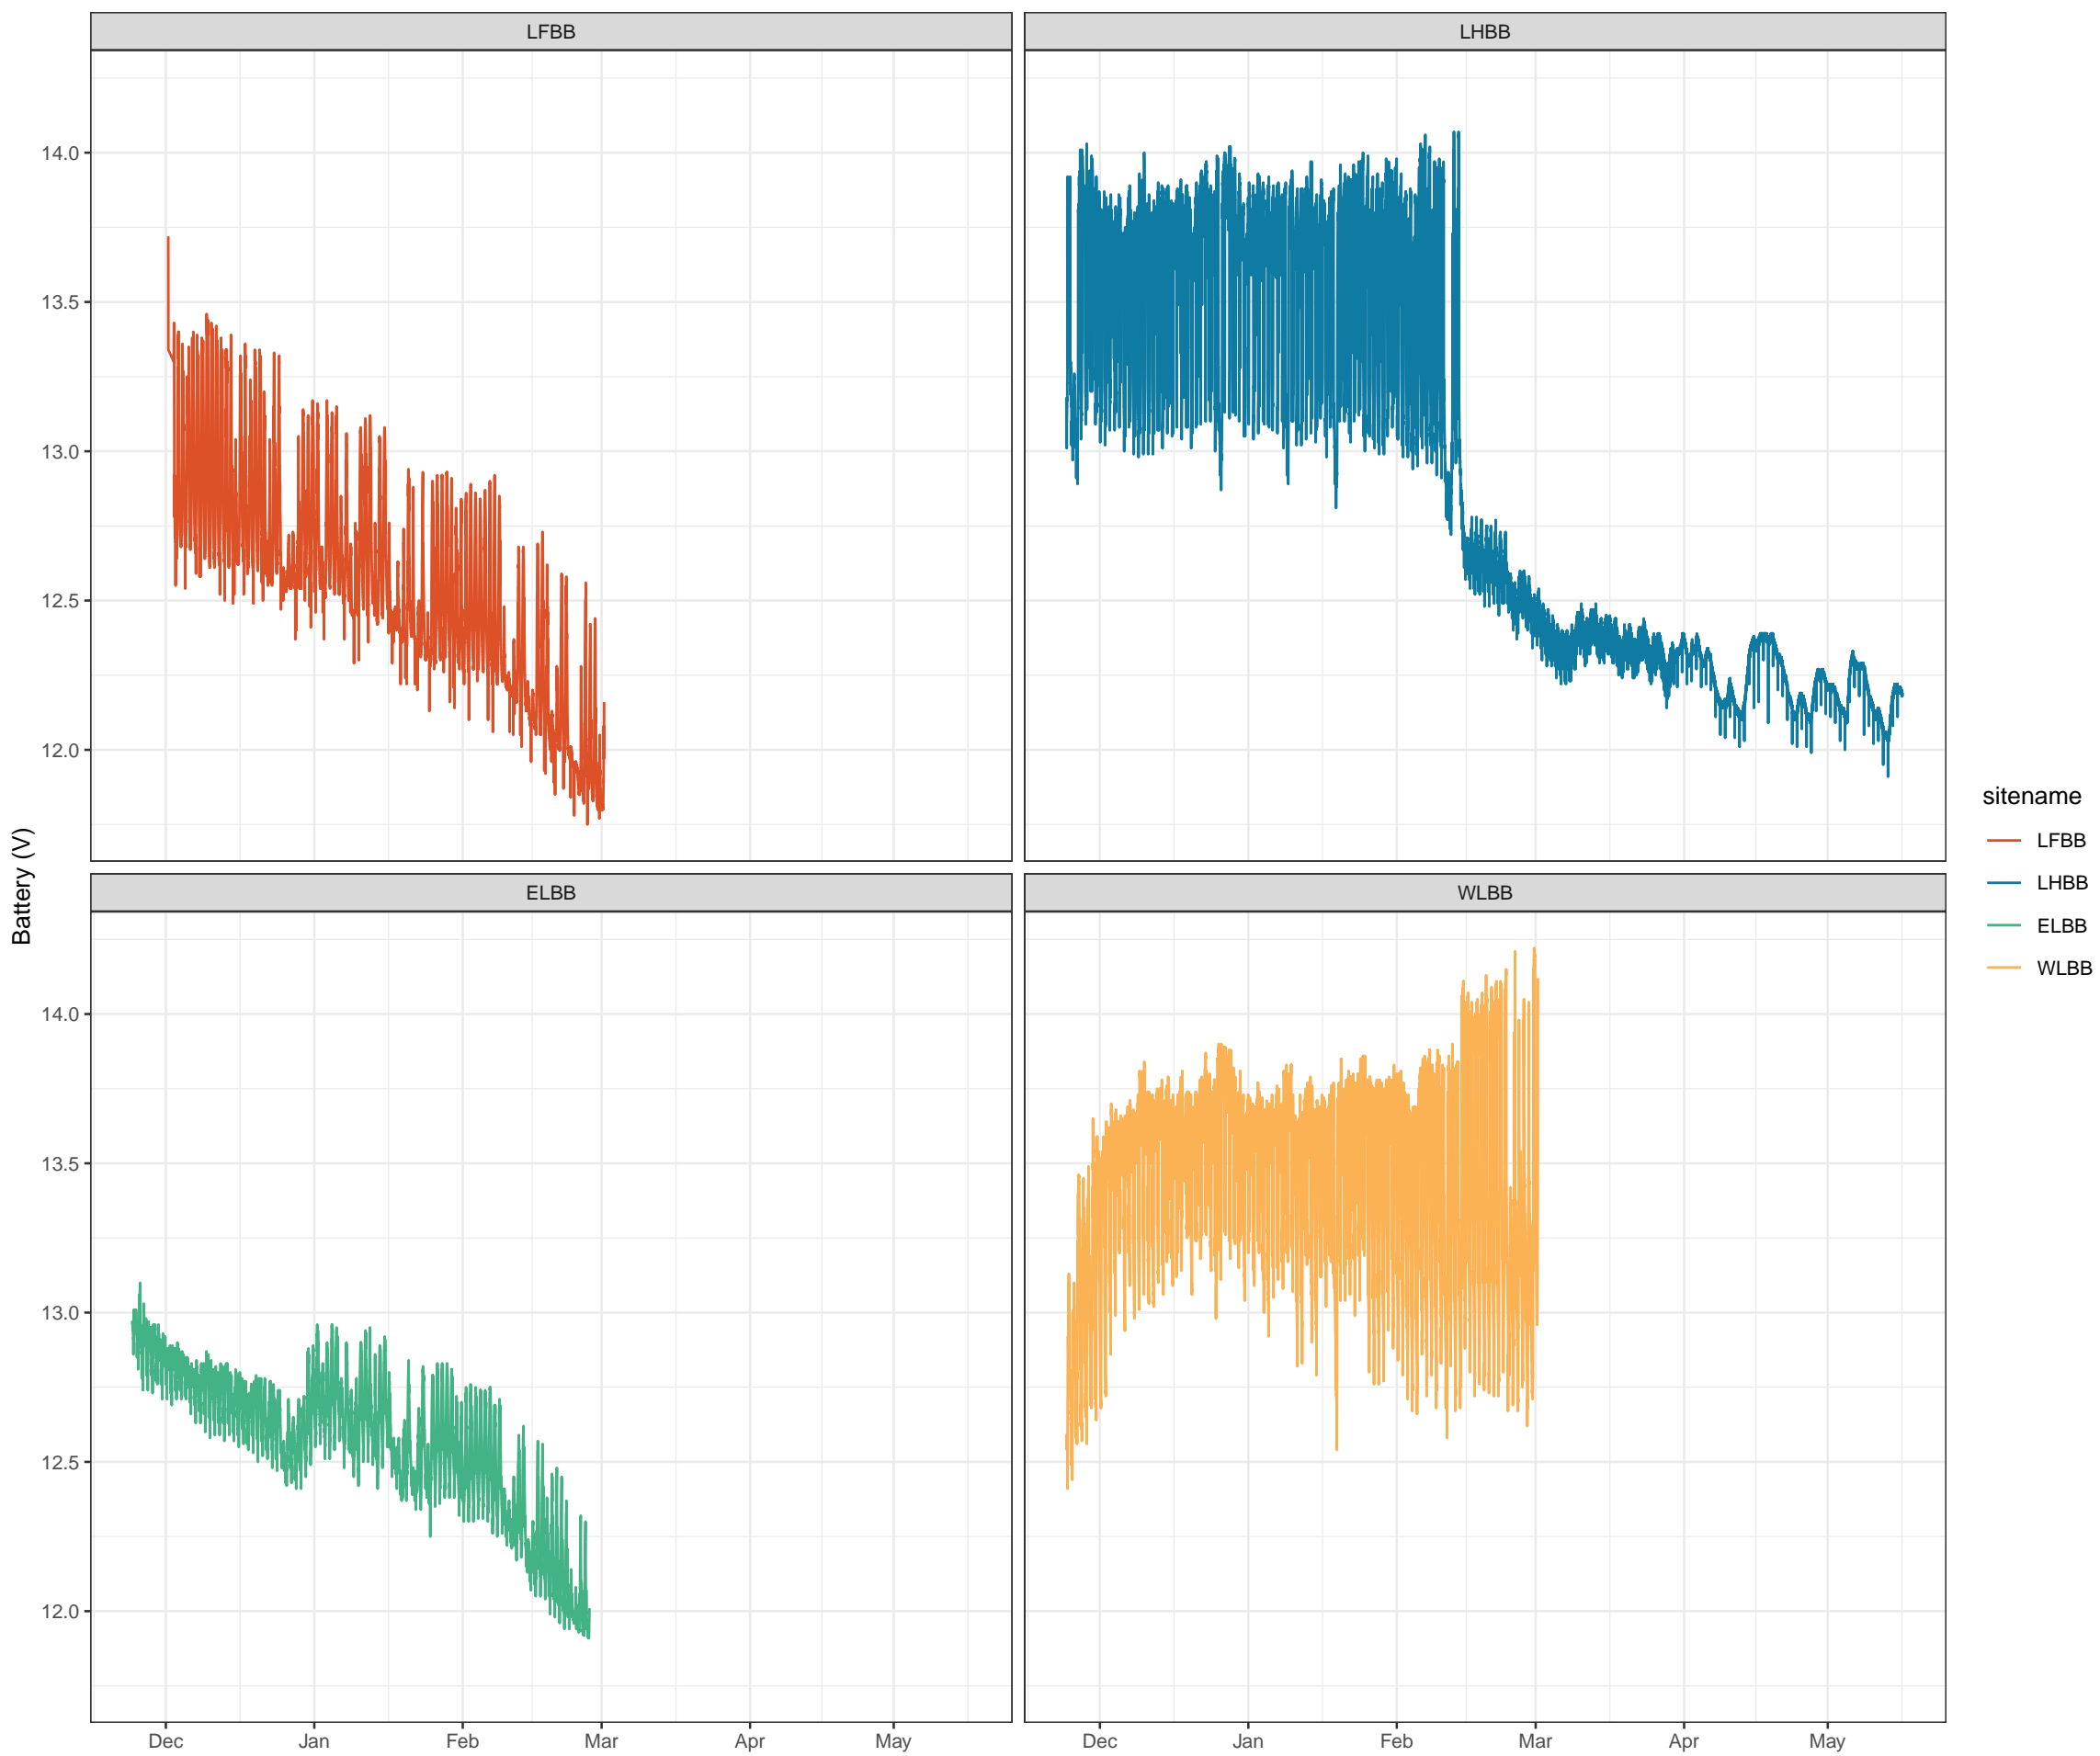 LFBB
LHBB
14.0
13.5
13.0
12.5
12.0
Battery (V)
ELBB
WLBB
14.0
13.5
13.0
12.5
12.0
Dec Jan Feb Mar Apr May
Dec Jan Feb Mar Apr May
sitename
LFBB
LHBB
ELBB
WLBB